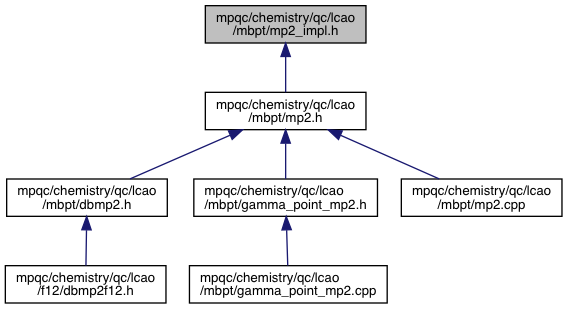 mpqc/chemistry/qc/lcao
/mbpt/mp2_impl.h
mpqc/chemistry/qc/lcao
/mbpt/mp2.h
mpqc/chemistry/qc/lcao
/mbpt/dbmp2.h
mpqc/chemistry/qc/lcao
/mbpt/gamma_point_mp2.h
mpqc/chemistry/qc/lcao
/mbpt/mp2.cpp
mpqc/chemistry/qc/lcao
/f12/dbmp2f12.h
mpqc/chemistry/qc/lcao
/mbpt/gamma_point_mp2.cpp